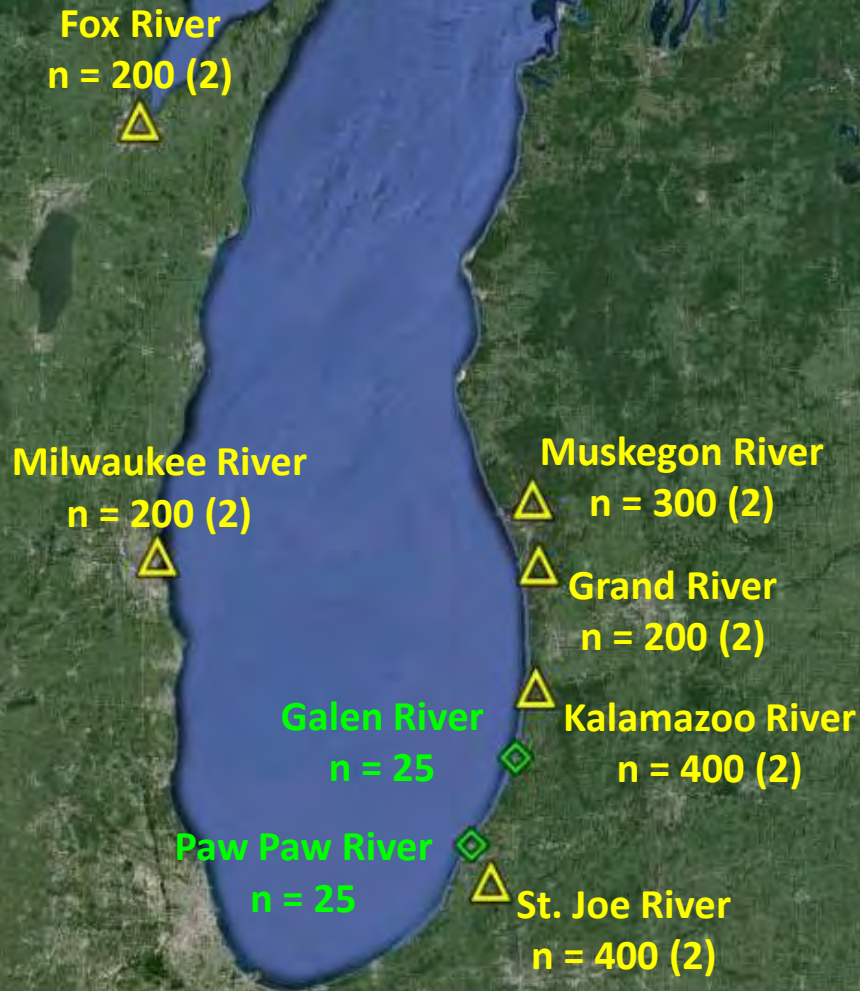 Fox River
n = 200 (2)
Milwaukee River
n = 200 (2)
Muskegon River
n = 300 (2)
Grand River
n = 200 (2)
Galen River
n = 25
Kalamazoo River
n = 400 (2)
Paw Paw River
n = 25
St. Joe River
n = 400 (2)